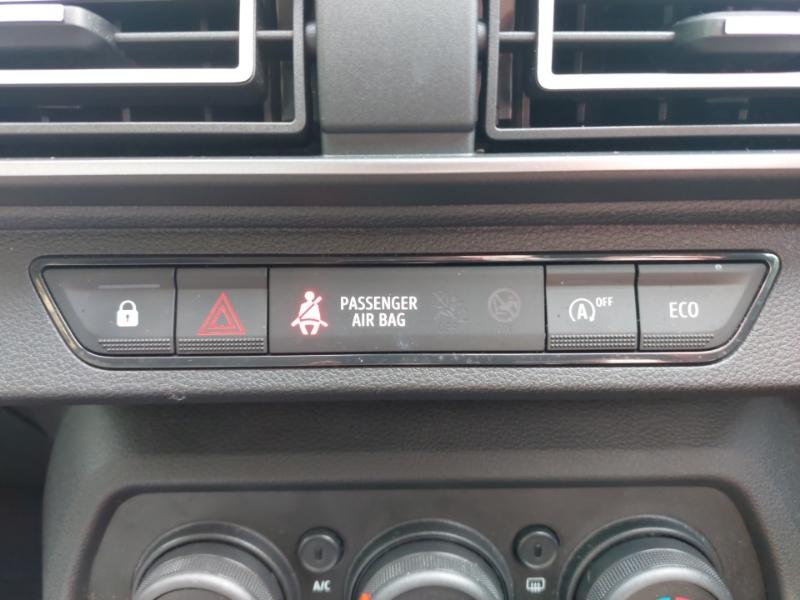 PASSENGER
AIR BAG
A OFF
ECO
A/C